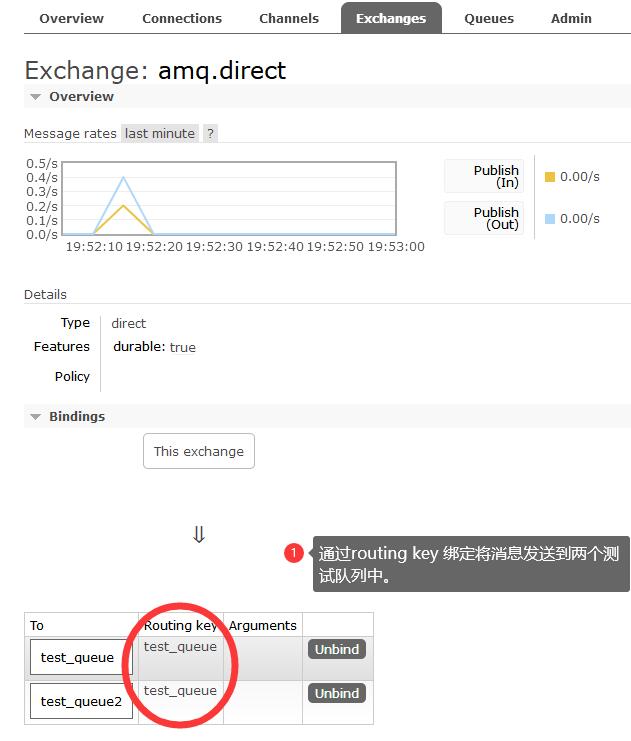 Overview Connections Channels Exchanges Queues Admin
Exchange: amq.direct
Overview
Message rates last minute ?
0.5/s
0.4/s
0.3/s
0.2/s
0.1/s
0.0/s
19:52:10 19:52:20 19:52:30 19:52:40 19:52:50 19:53:00
Publish (In) 0.00/s
Publish (Out) 0.00/s
Details
Type direct
Features durable: true
Policy
Bindings
This exchange
⇓
1 通过routing key 绑定将消息发送到两个测
试队列中。
To Routing key Arguments
test_queue test_queue Unbind
test_queue2 test_queue Unbind